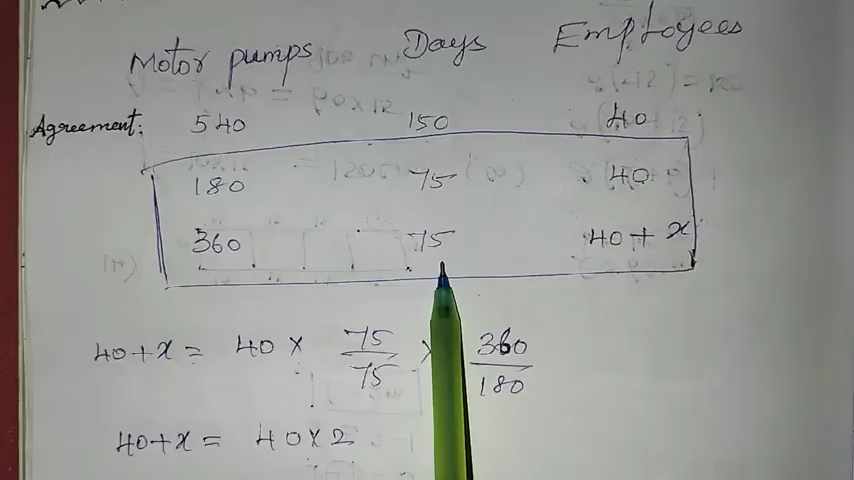 Motor pumps Days Employees
Agreement: 540 150 40
180 75 40
360 75 40 + x
40+x = 40 × 75/75 × 360/180
40+x = 40 × 2